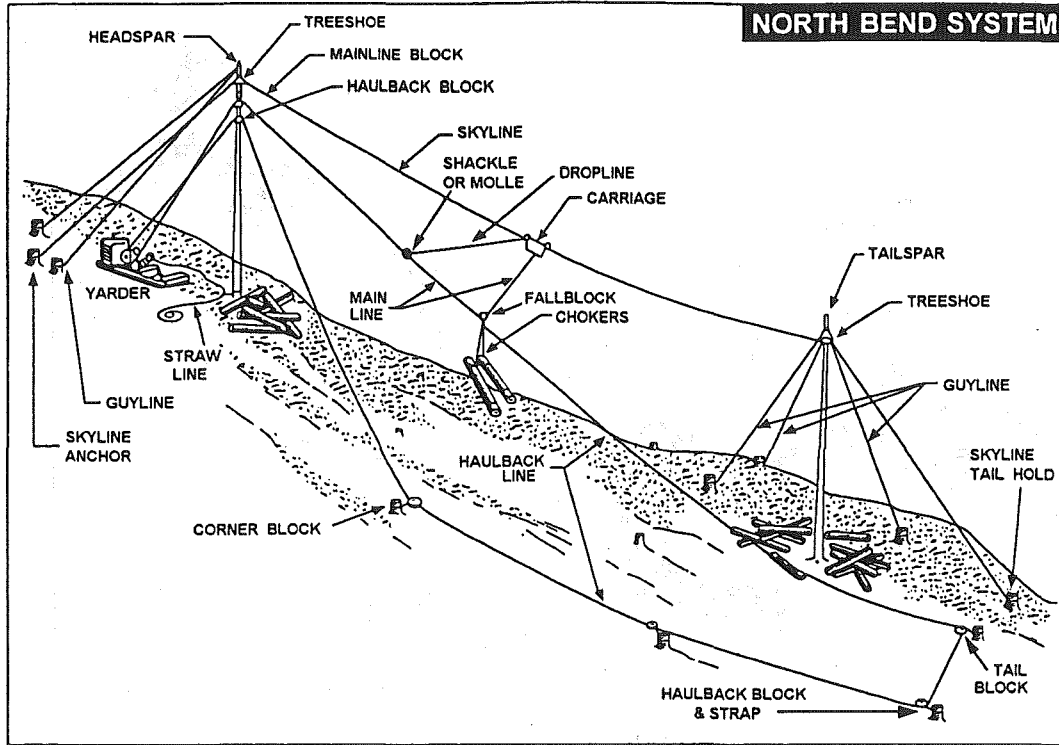 NORTH BEND SYSTEM
HEADSPAR
TREESHOE
MAINLINE BLOCK
HAULBACK BLOCK
SKYLINE
SHACKLE
OR MOLLE
DROPLINE
CARRIAGE
TAILSPAR
TREESHOE
YARDER
MAIN
LINE
FALLBLOCK
CHOKERS
STRAW
LINE
GUYLINE
GUYLINE
SKYLINE
ANCHOR
HAULBACK
LINE
SKYLINE
TAIL HOLD
CORNER BLOCK
TAIL
BLOCK
HAULBACK BLOCK
& STRAP